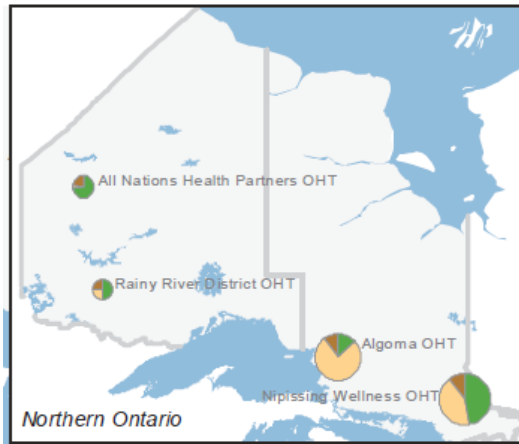 All Nations Health Partners OHT
Rainy River District OHT
Algoma OHT
Nipissing Wellness OHT
Northern Ontario